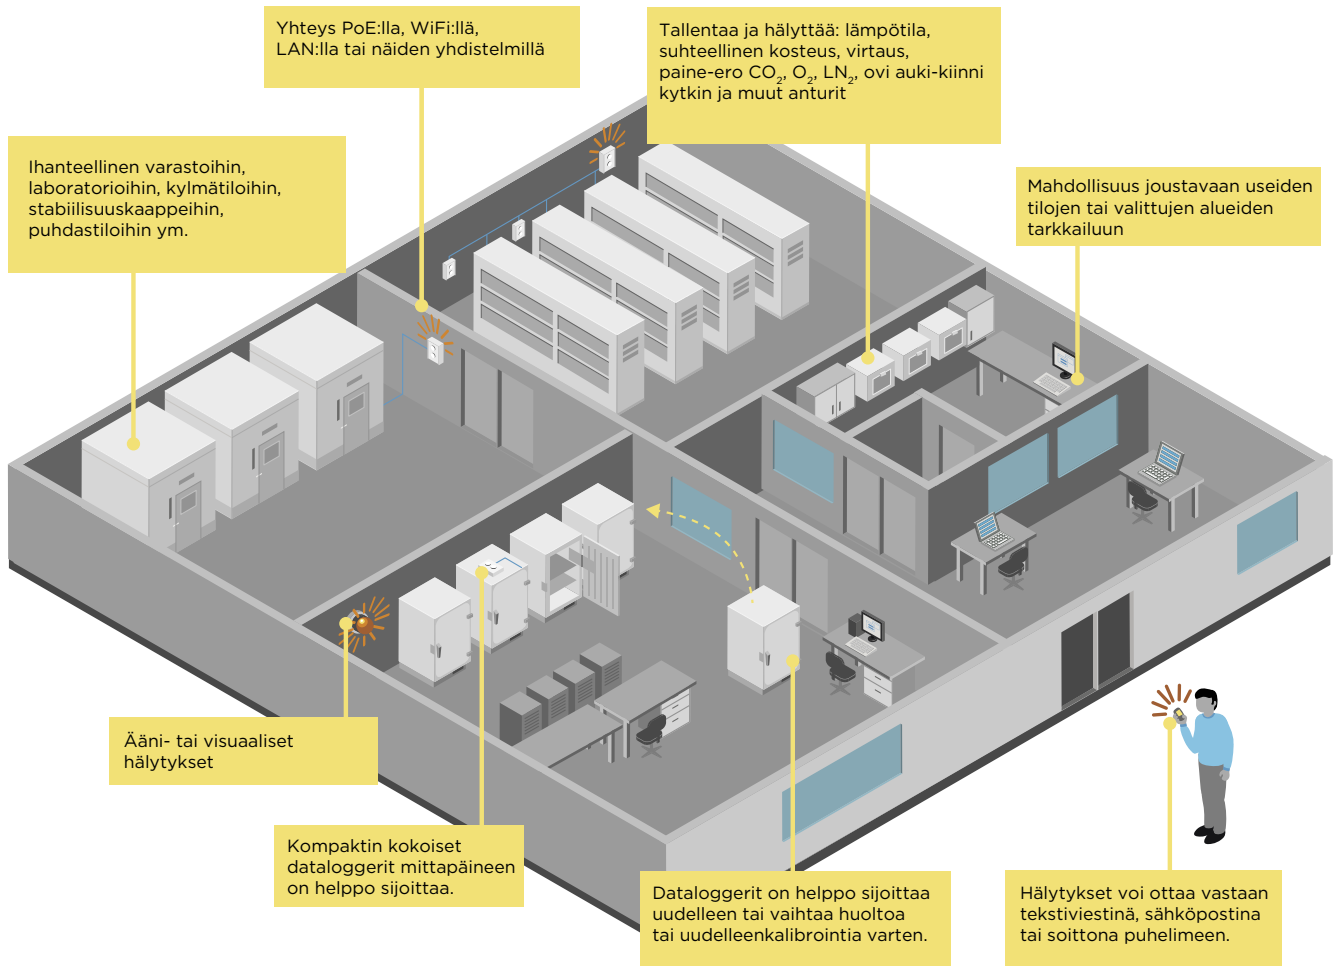 Yhteys PoE:lla, WiFi:llä,
LAN:lla tai näiden yhdistelmillä
Tallentaa ja hälyttää: lämpötila,
suhteellinen kosteus, virtaus,
paine-ero CO₂, O₂, LN₂, ovi auki-kiinni
kytkin ja muut anturit
Ihanteellinen varastoihin,
laboratorioihin, kylmätiloihin,
stabiilisuuskaappeihin,
puhdastiloihin ym.
Mahdollisuus joustavaan useiden
tilojen tai valittujen alueiden
tarkkailuun
Ääni- tai visuaaliset
hälytykset
Kompaktin kokoiset
dataloggerit mittapäineen
on helppo sijoittaa.
Dataloggerit on helppo sijoittaa
uudelleen tai vaihtaa huoltoa
tai uudelleenkalibrointia varten.
Hälytykset voi ottaa vastaan
tekstiviestinä, sähköpostina
tai soittona puhelimeen.